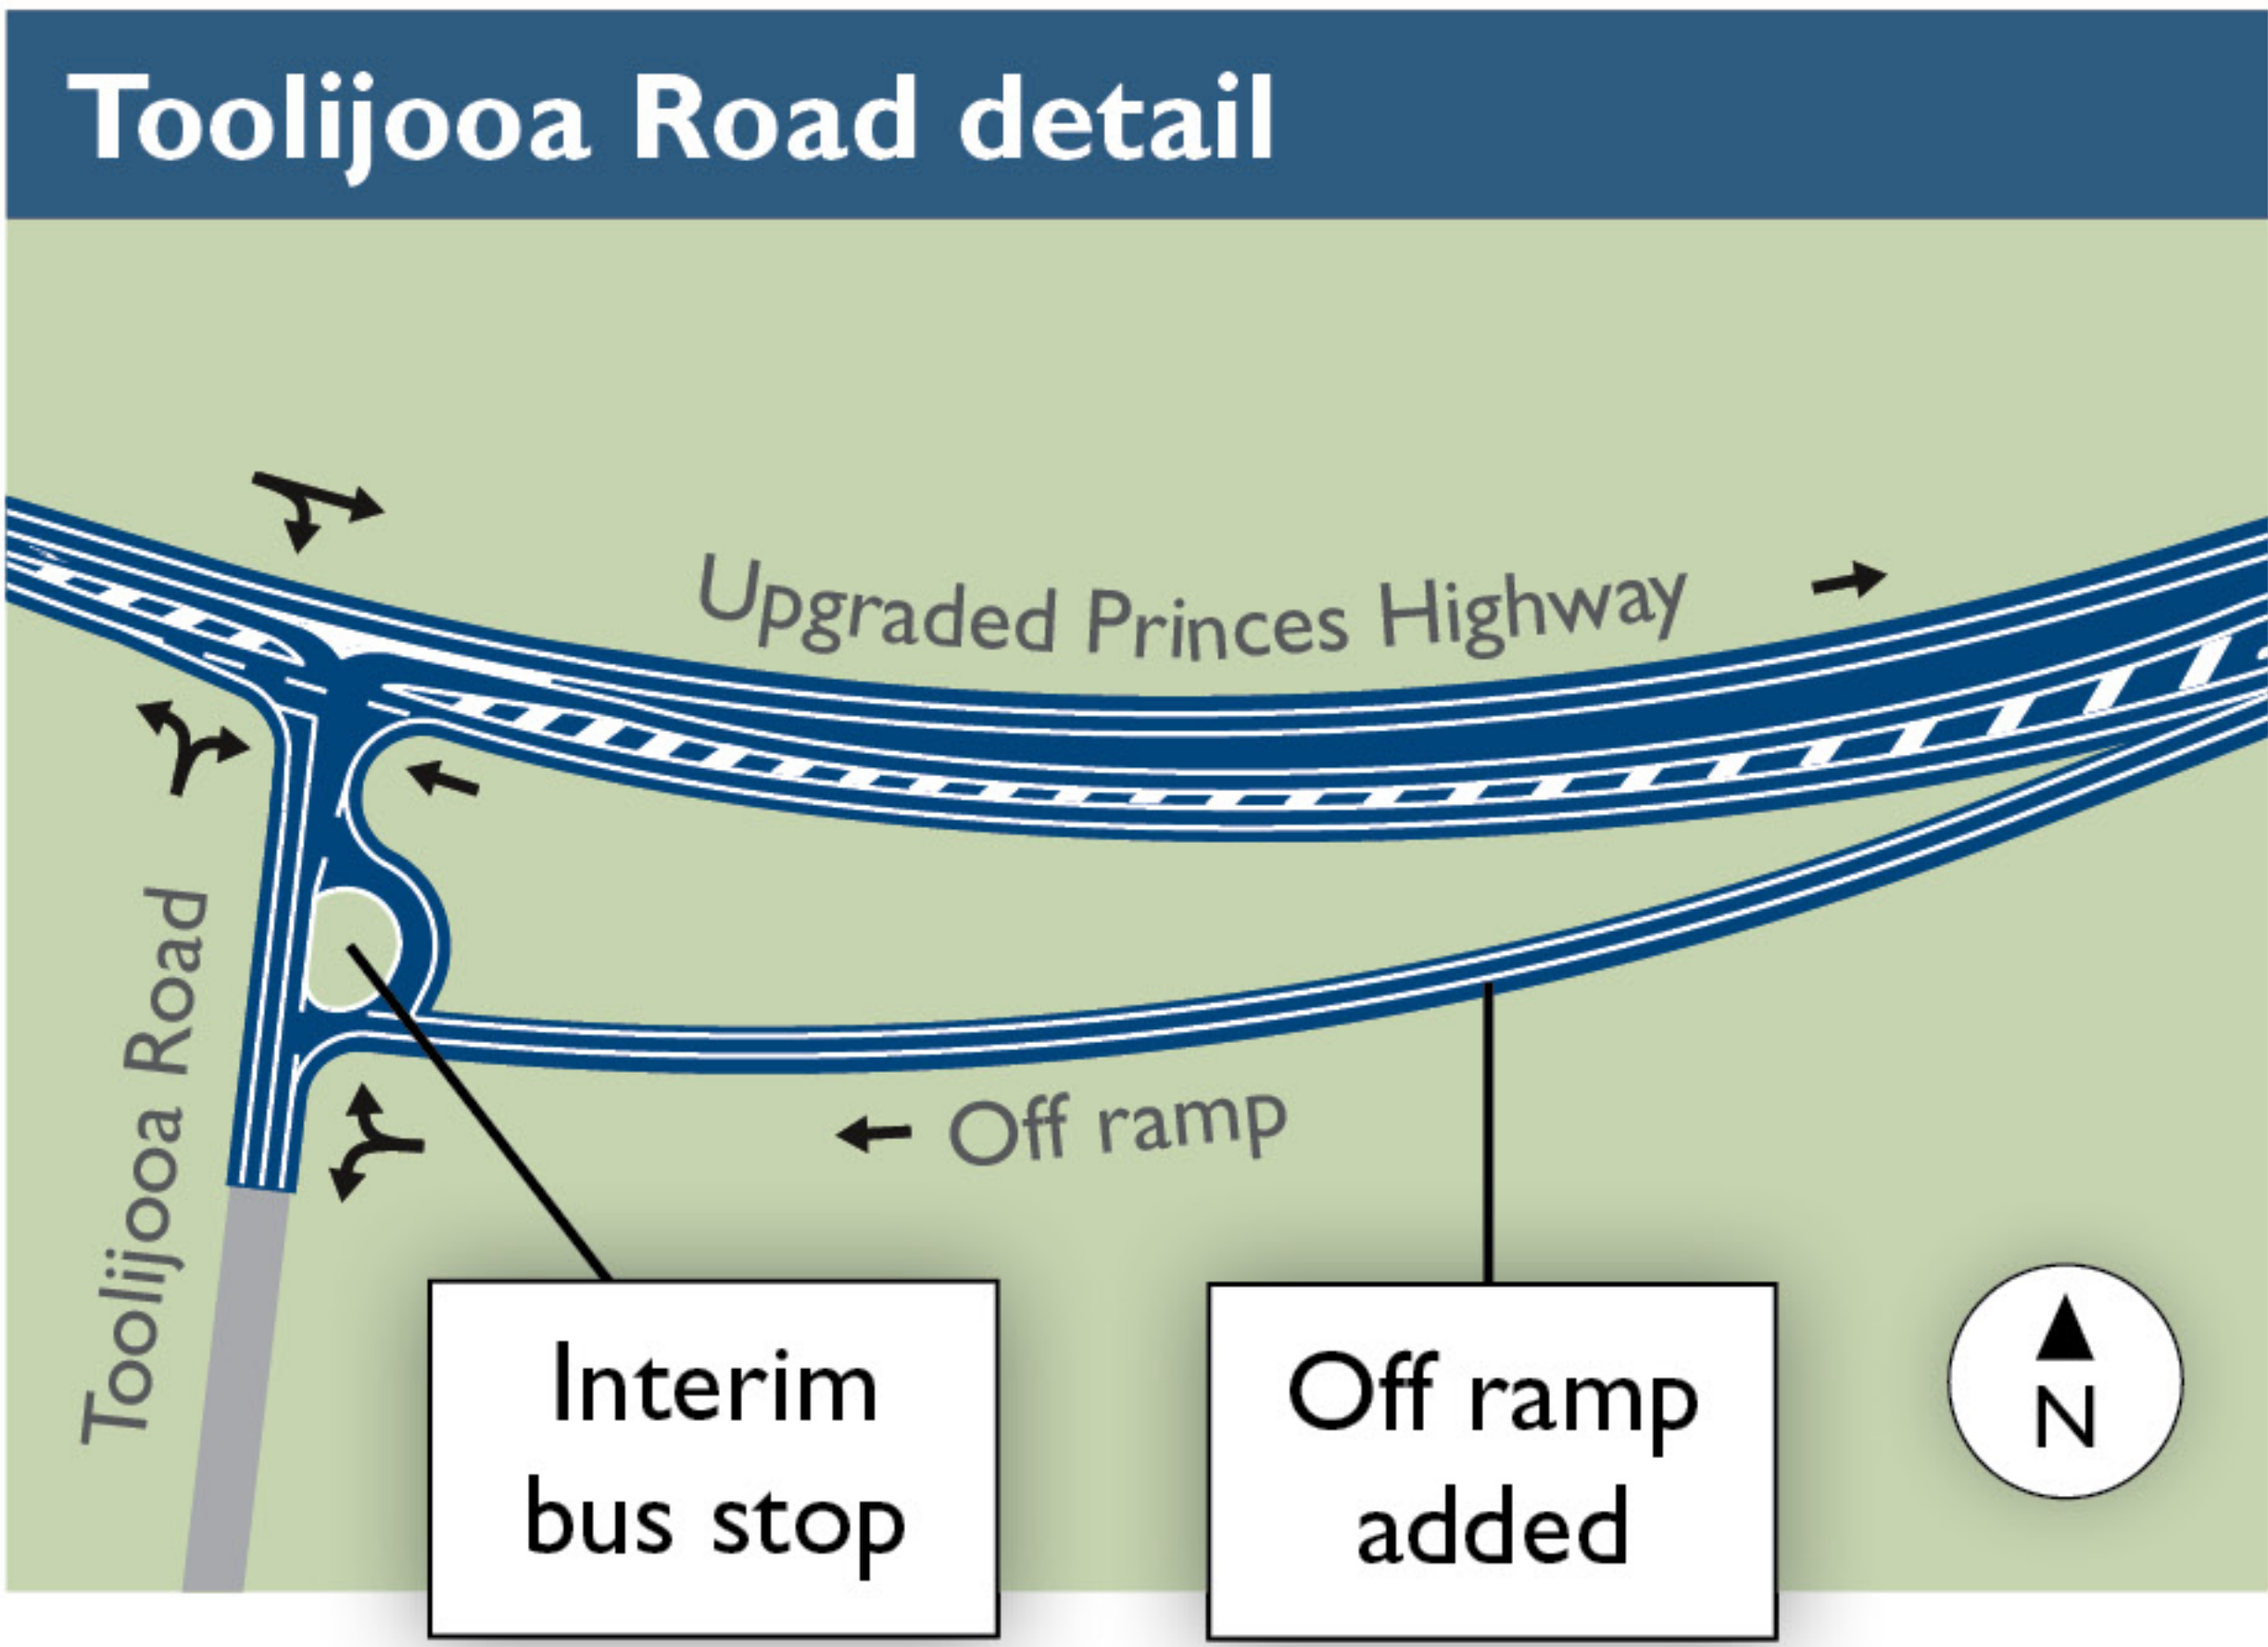 Toolijooa Road detail
Upgraded Princes Highway
Toolijooa Road
Off ramp
Interim
bus stop
Off ramp
added
N